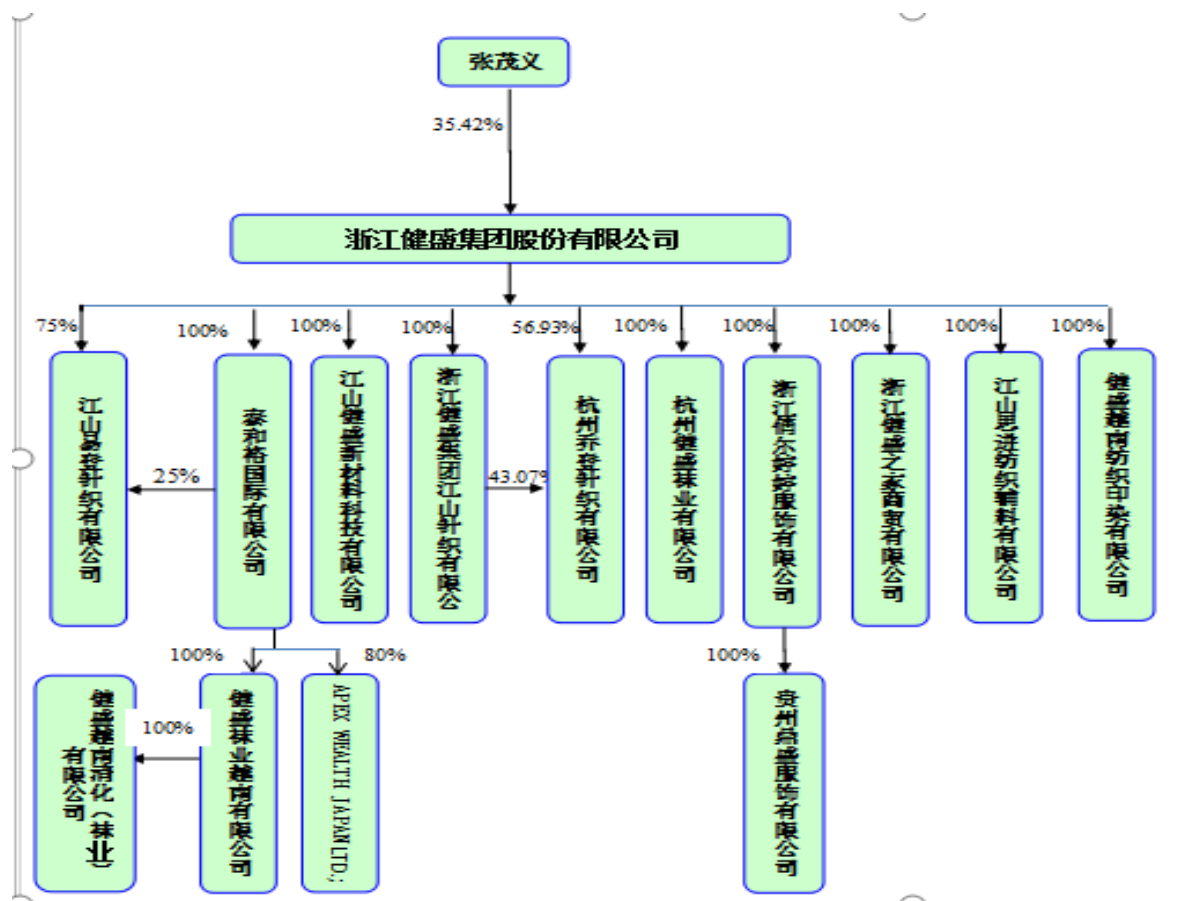 张茂义
35.42%
浙江健盛集团股份有限公司
75%
100%
100%
100%
56.93%
100%
100%
100%
100%
100%
江山易登针织有限公司
泰和裕国际有限公司
江山健盛新材料科技有限公司
浙江健盛集团江山针织有限公
杭州乔登针织有限公司
杭州健盛袜业有限公司
浙江俏尔婷婷服饰有限公司
浙江健盛之家商贸有限公司
江山思进纺织辅料有限公司
健盛越南纺织印染有限公司
25%
43.07%
100%
80%
100%
健盛越南清化（袜业）
有限公司
100%
健盛袜业越南有限公司
APEX WEALTH JAPAN LTD.;
贵州鼎盛服饰有限公司